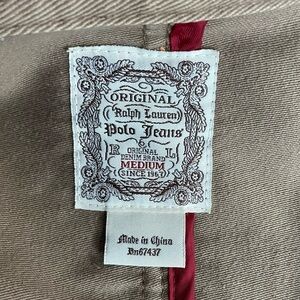 ORIGINAL
Ralph Lauren
Polo Jeans
Co
R L
ORIGINAL
DENIM BRAND
MEDIUM
SINCE 1967
Made in China
Rn67437